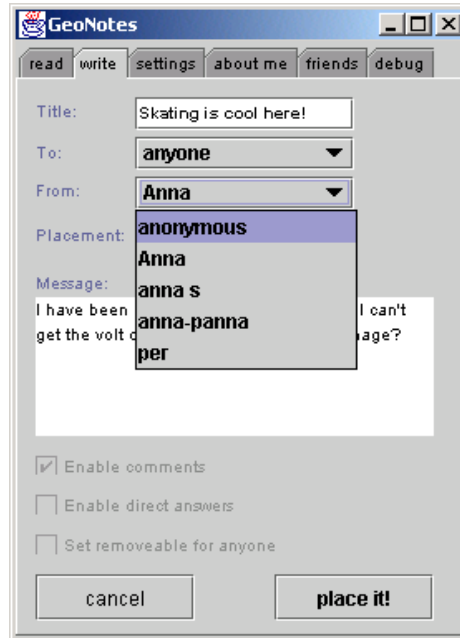 GeoNotes
read write settings about me friends debug
Title: Skating is cool here!
To: anyone
From: Anna
anonymous
Placement:
Anna
Message:
anna s
I have been I can't
anna-panna
get the volt age?
per
Enable comments
Enable direct answers
Set removeable for anyone
cancel place it!